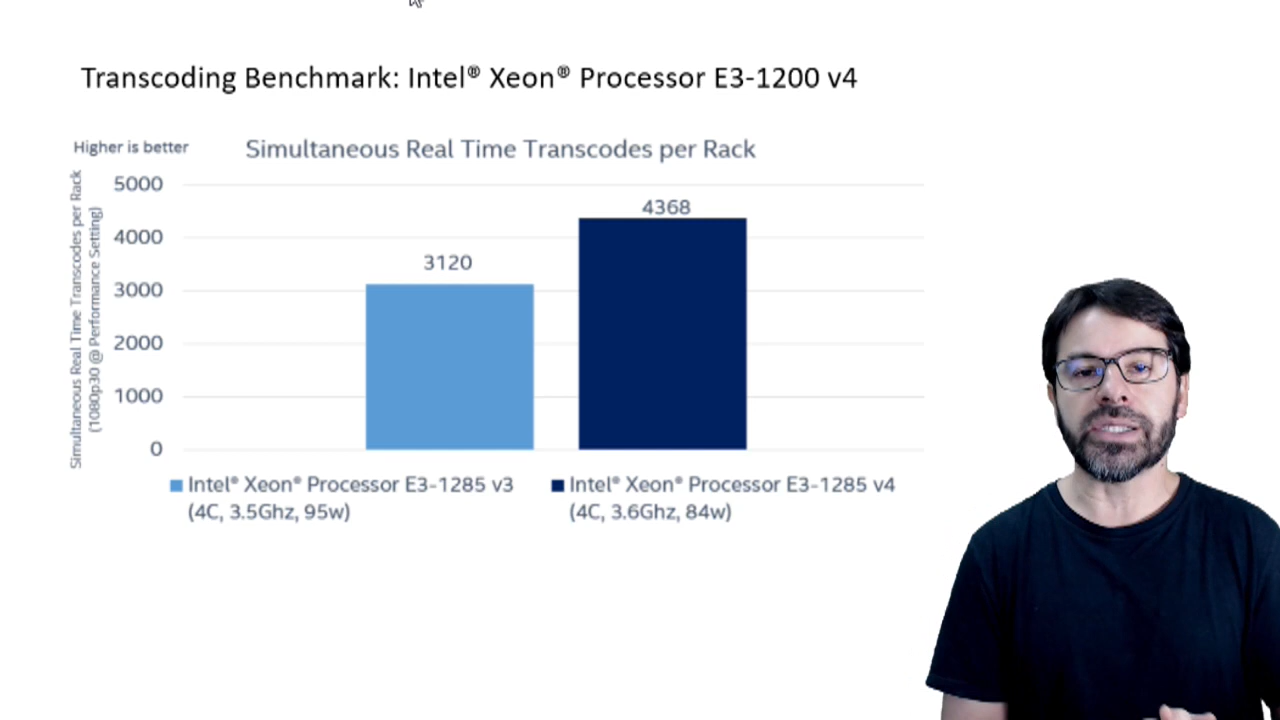 Transcoding Benchmark: Intel® Xeon® Processor E3-1200 v4
Higher is better
Simultaneous Real Time Transcodes per Rack
Simultaneous Real Time Transcodes per Rack
(1080p30 @ Performance Setting)
5000
4000
3000
2000
1000
0
3120
4368
Intel® Xeon® Processor E3-1285 v3
(4C, 3.5Ghz, 95w)
Intel® Xeon® Processor E3-1285 v4
(4C, 3.6Ghz, 84w)